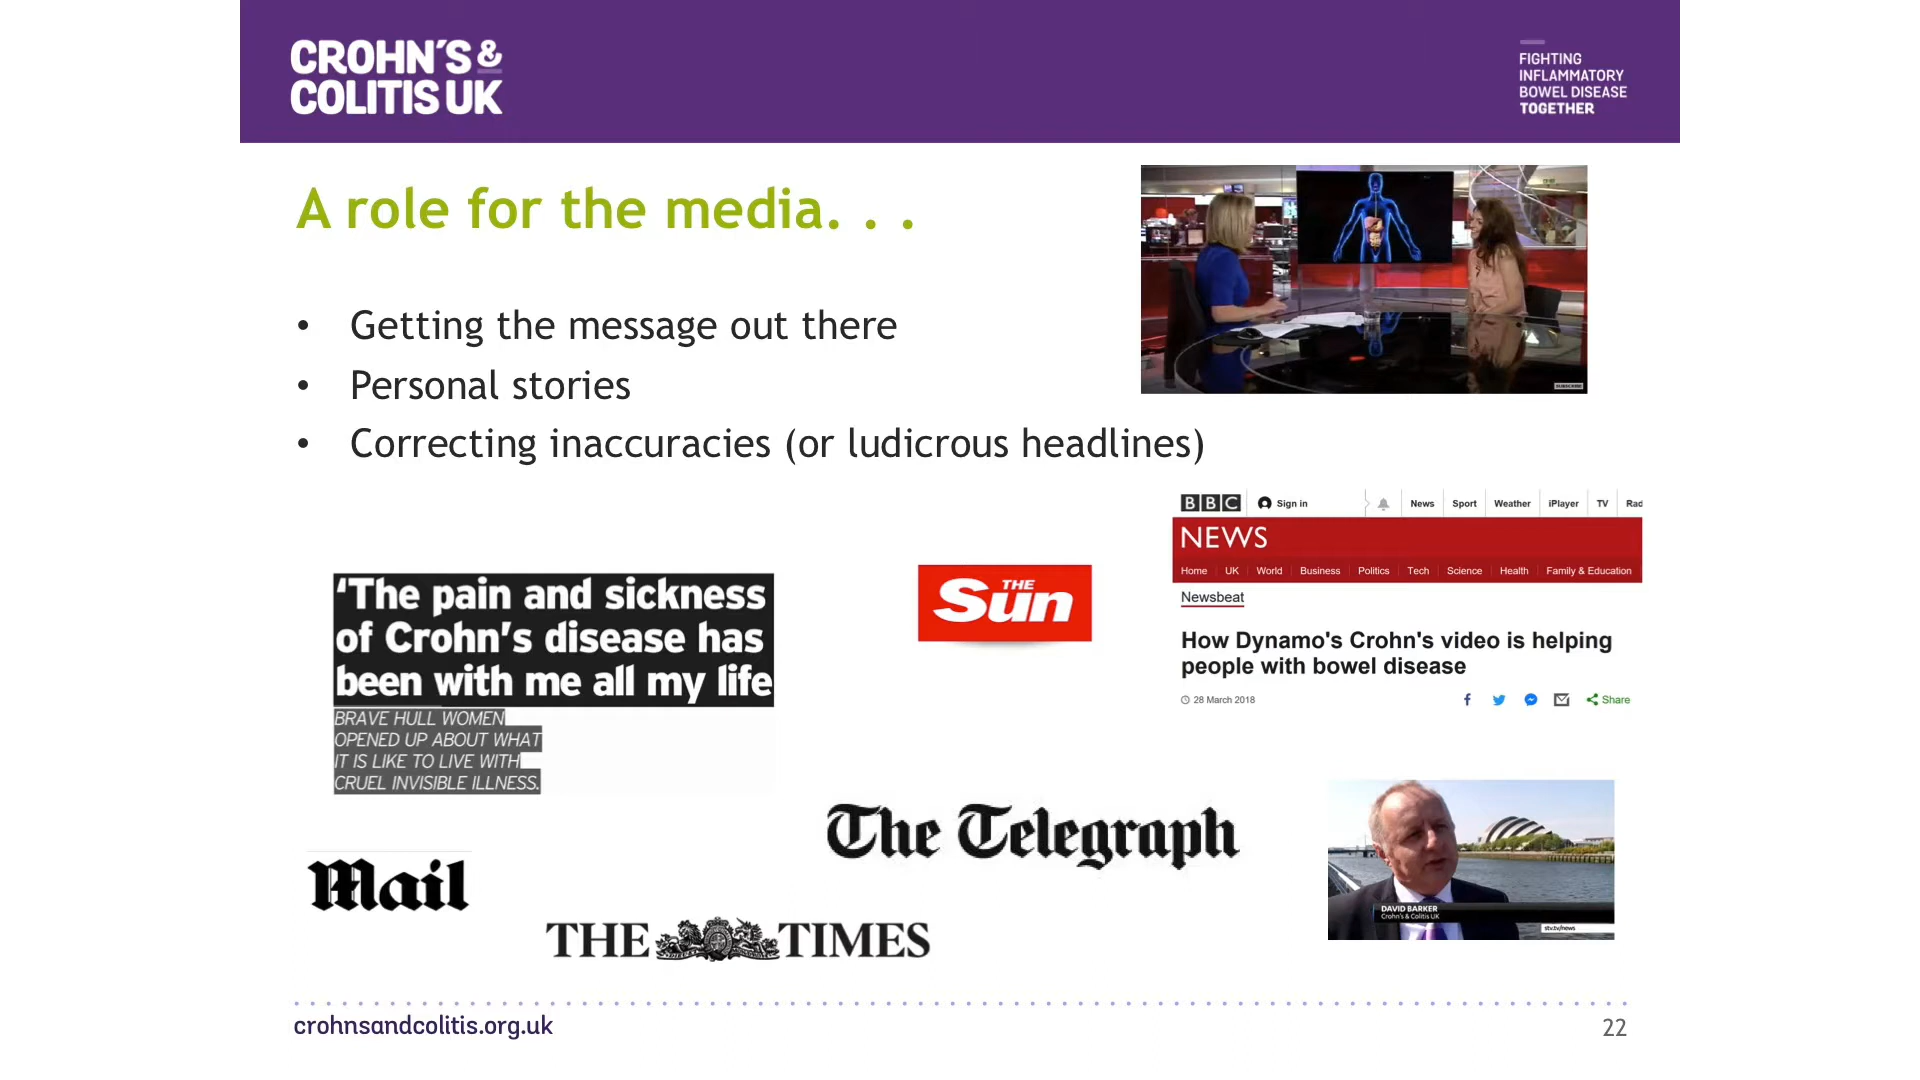 CROHN'S &
COLITIS UK
FIGHTING
INFLAMMATORY
BOWEL DISEASE
TOGETHER
A role for the media. . .
• Getting the message out there
• Personal stories
• Correcting inaccuracies (or ludicrous headlines)
SUBSCRIBE
BBC Sign in News Sport Weather iPlayer TV Rad
NEWS
Home UK World Business Politics Tech Science Health Family & Education
Newsbeat
How Dynamo's Crohn's video is helping
people with bowel disease
28 March 2018 Share
THE
Sun
‘The pain and sickness
of Crohn’s disease has
been with me all my life
BRAVE HULL WOMEN
OPENED UP ABOUT WHAT
IT IS LIKE TO LIVE WITH
CRUEL INVISIBLE ILLNESS.
The Telegraph
Mail
THE TIMES
DAVID BARKER
Crohn's & Colitis UK
stv.tv/news
crohnsandcolitis.org.uk
22